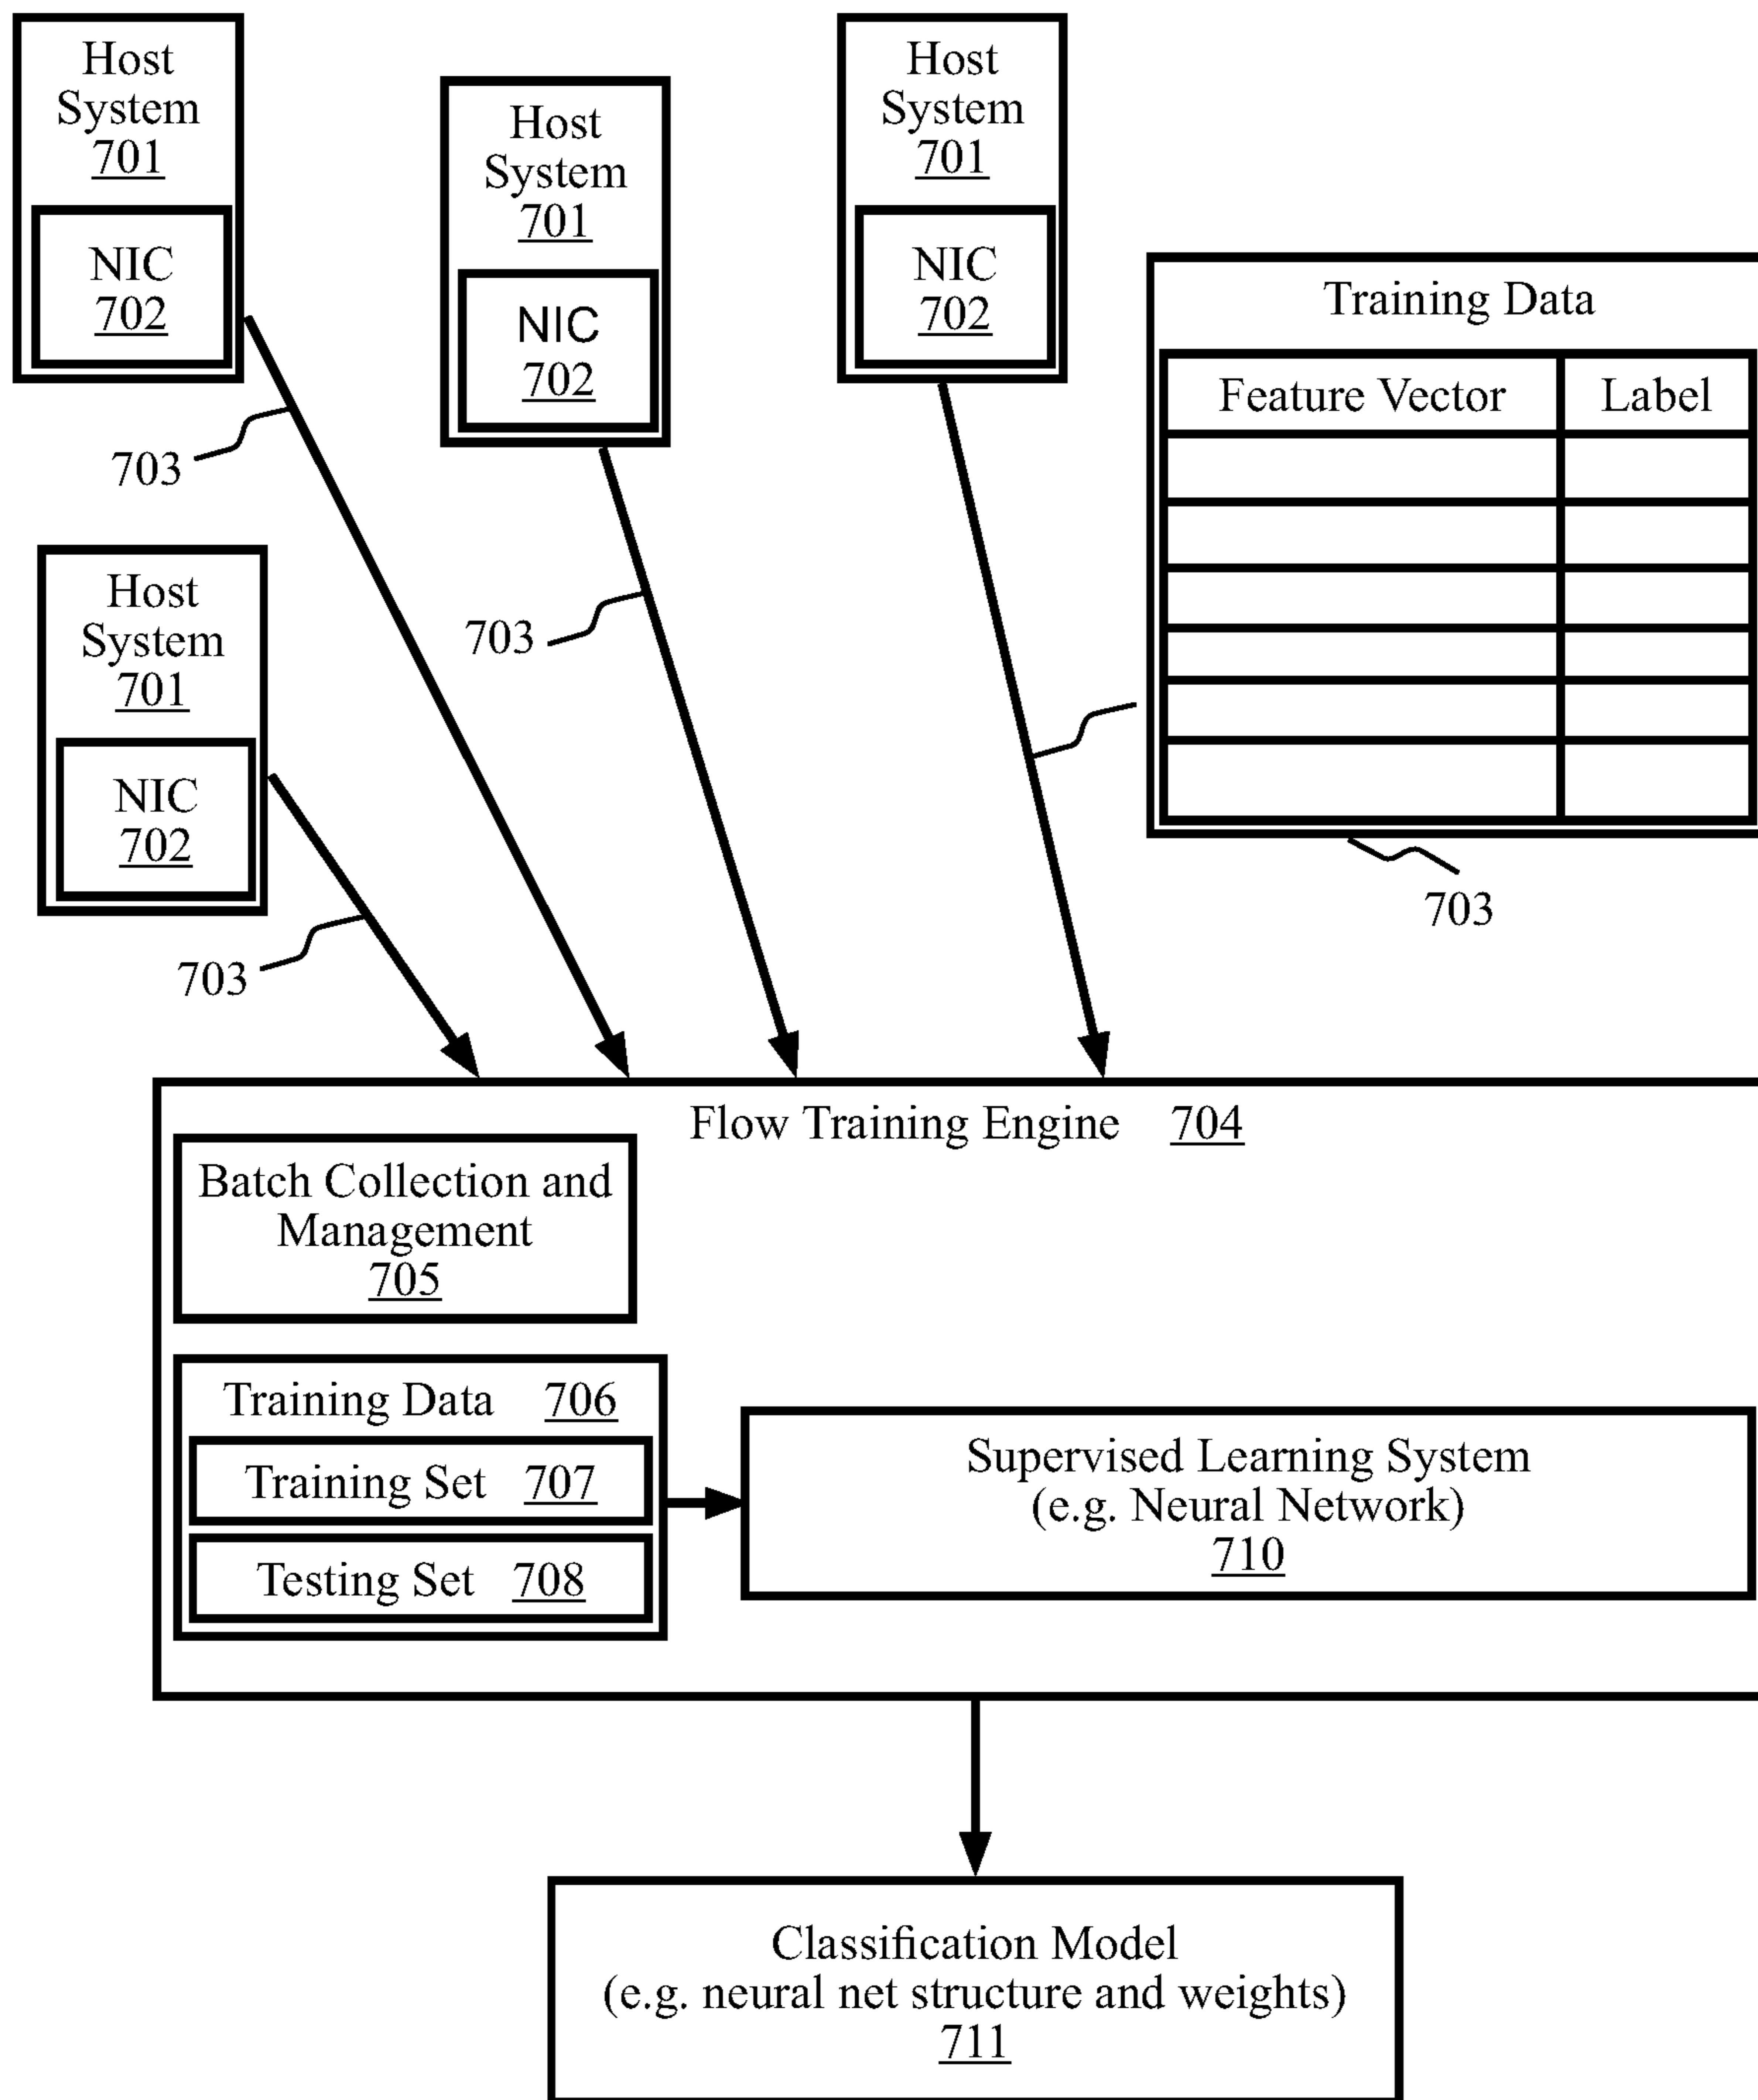 Host
System
701
NIC
702
Host
System
701
NIC
702
Host
System
701
NIC
702
Training Data
Feature Vector Label
703
703
Host
System
701
NIC
702
703
703
Flow Training Engine 704
Batch Collection and
Management
705
Training Data 706
Training Set 707
Testing Set 708
Supervised Learning System
(e.g. Neural Network)
710
Classification Model
(e.g. neural net structure and weights)
711